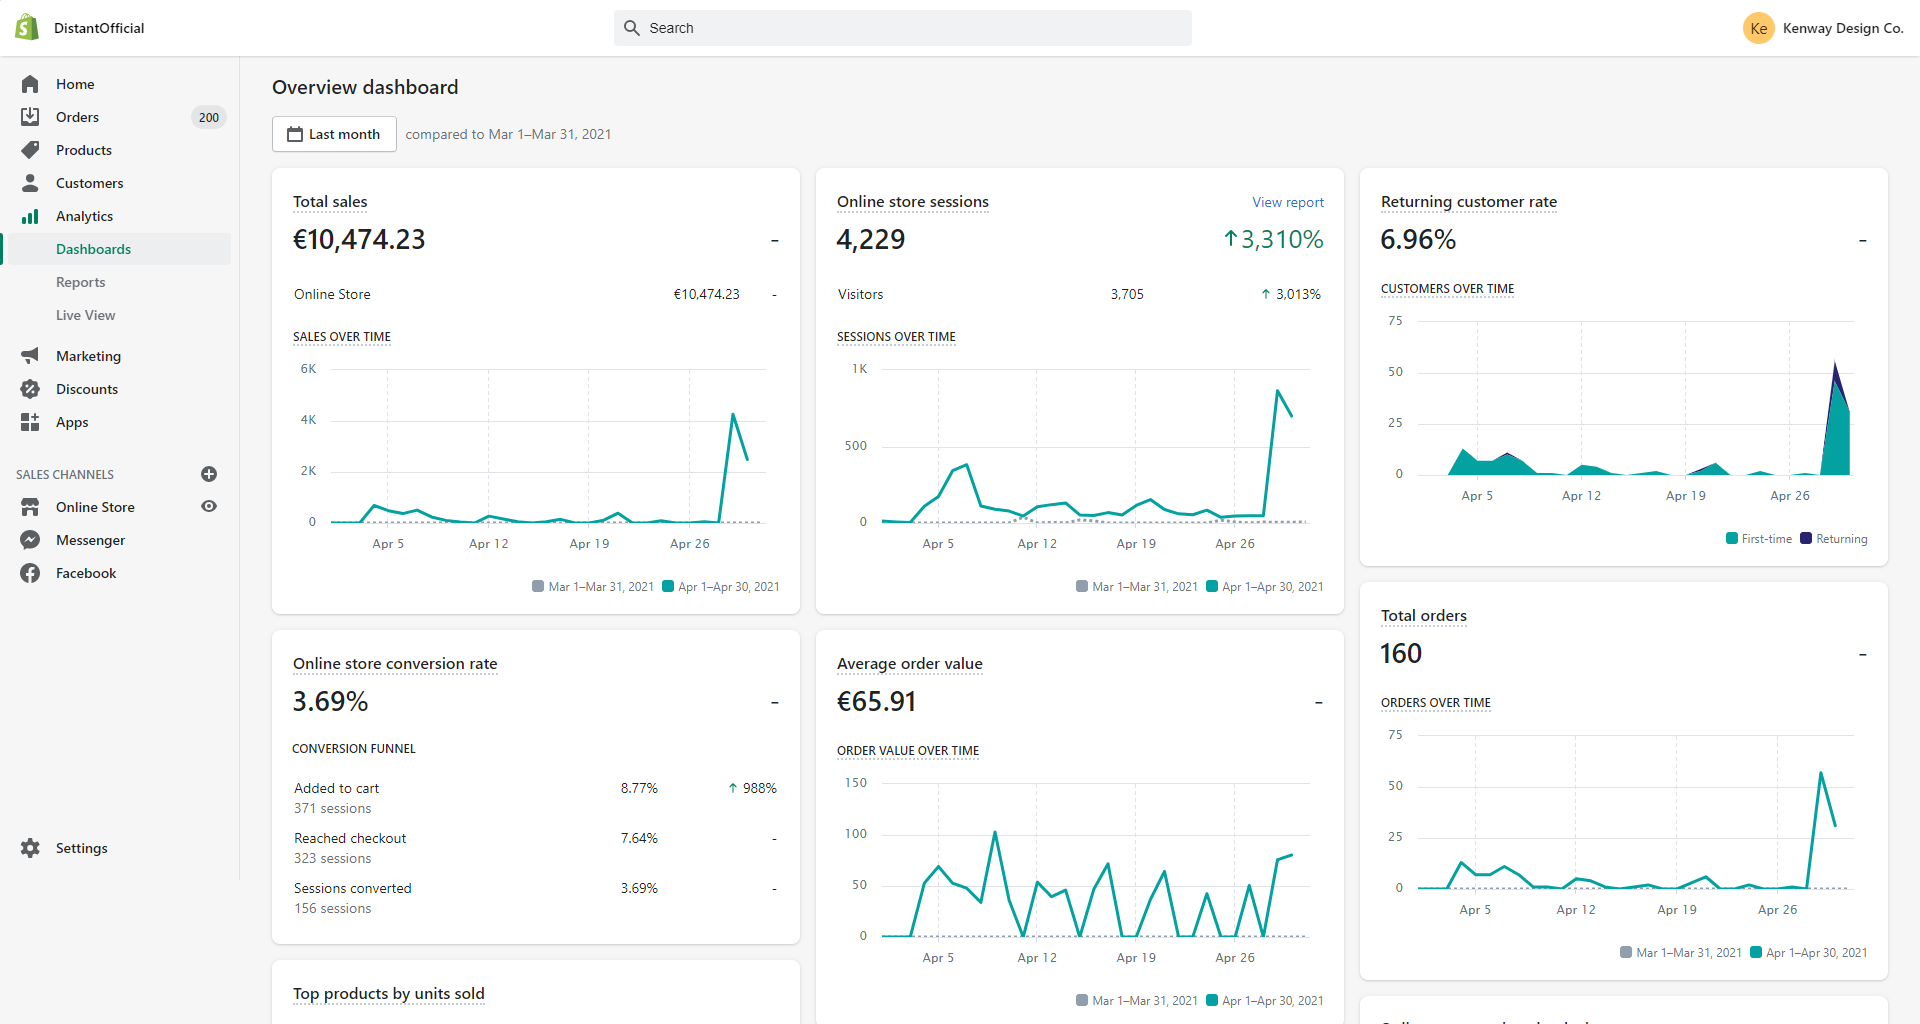 DistantOfficial
Search
Ke
Kenway Design Co.
Home
Orders
200
Products
Customers
Analytics
Dashboards
Reports
Live View
Marketing
Discounts
Apps
SALES CHANNELS
Online Store
Messenger
Facebook
Settings
Overview dashboard
Last month
compared to Mar 1–Mar 31, 2021
Total sales
€10,474.23
-
Online Store
€10,474.23
-
SALES OVER TIME
6K
4K
2K
0
Apr 5
Apr 12
Apr 19
Apr 26
Mar 1–Mar 31, 2021
Apr 1–Apr 30, 2021
Online store sessions
View report
4,229
↑3,310%
Visitors
3,705
↑ 3,013%
SESSIONS OVER TIME
1K
500
0
Apr 5
Apr 12
Apr 19
Apr 26
Mar 1–Mar 31, 2021
Apr 1–Apr 30, 2021
Returning customer rate
6.96%
-
CUSTOMERS OVER TIME
75
50
25
0
Apr 5
Apr 12
Apr 19
Apr 26
First-time
Returning
Online store conversion rate
3.69%
-
CONVERSION FUNNEL
Added to cart
8.77%
↑ 988%
371 sessions
Reached checkout
7.64%
-
323 sessions
Sessions converted
3.69%
-
156 sessions
Average order value
€65.91
-
ORDER VALUE OVER TIME
150
100
50
0
Apr 5
Apr 12
Apr 19
Apr 26
Mar 1–Mar 31, 2021
Apr 1–Apr 30, 2021
Total orders
160
-
ORDERS OVER TIME
75
50
25
0
Apr 5
Apr 12
Apr 19
Apr 26
Mar 1–Mar 31, 2021
Apr 1–Apr 30, 2021
Top products by units sold